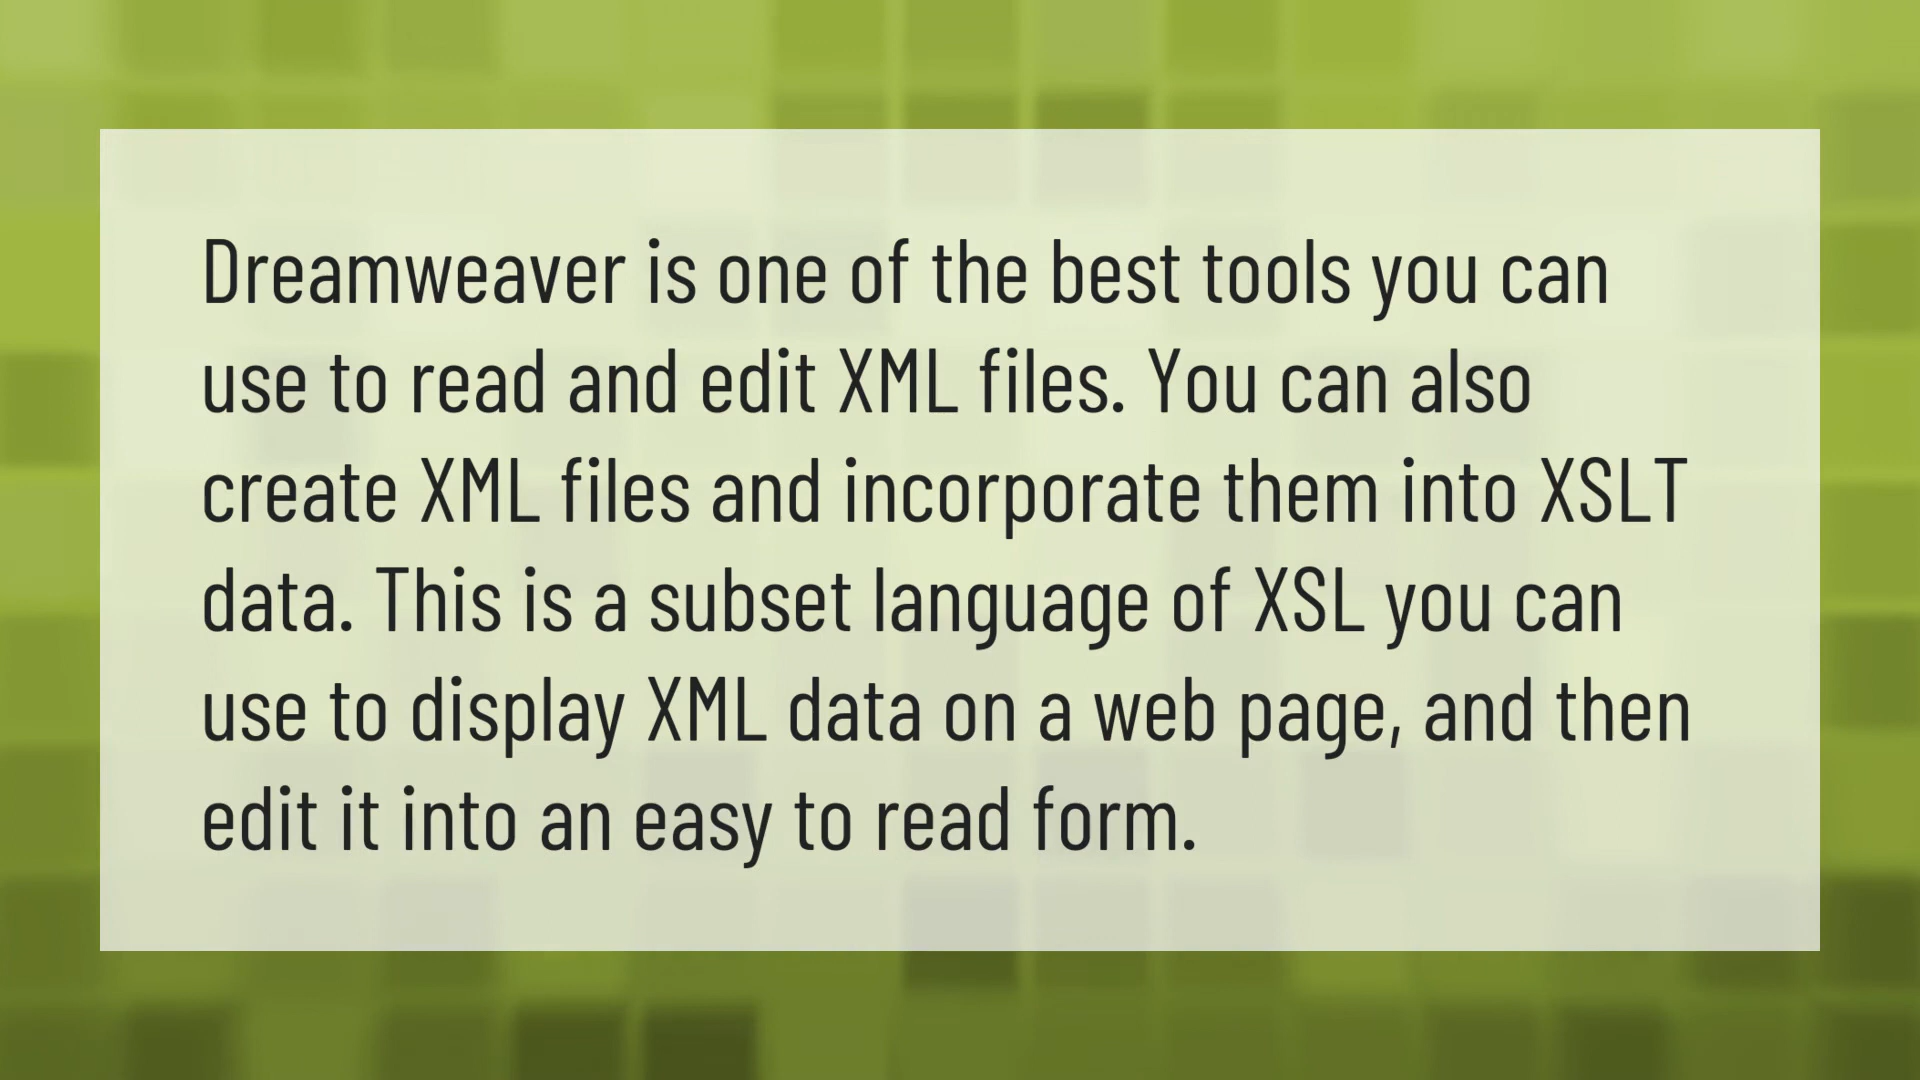 Dreamweaver is one of the best tools you can
use to read and edit XML files. You can also
create XML files and incorporate them into XSLT
data. This is a subset language of XSL you can
use to display XML data on a web page, and then
edit it into an easy to read form.